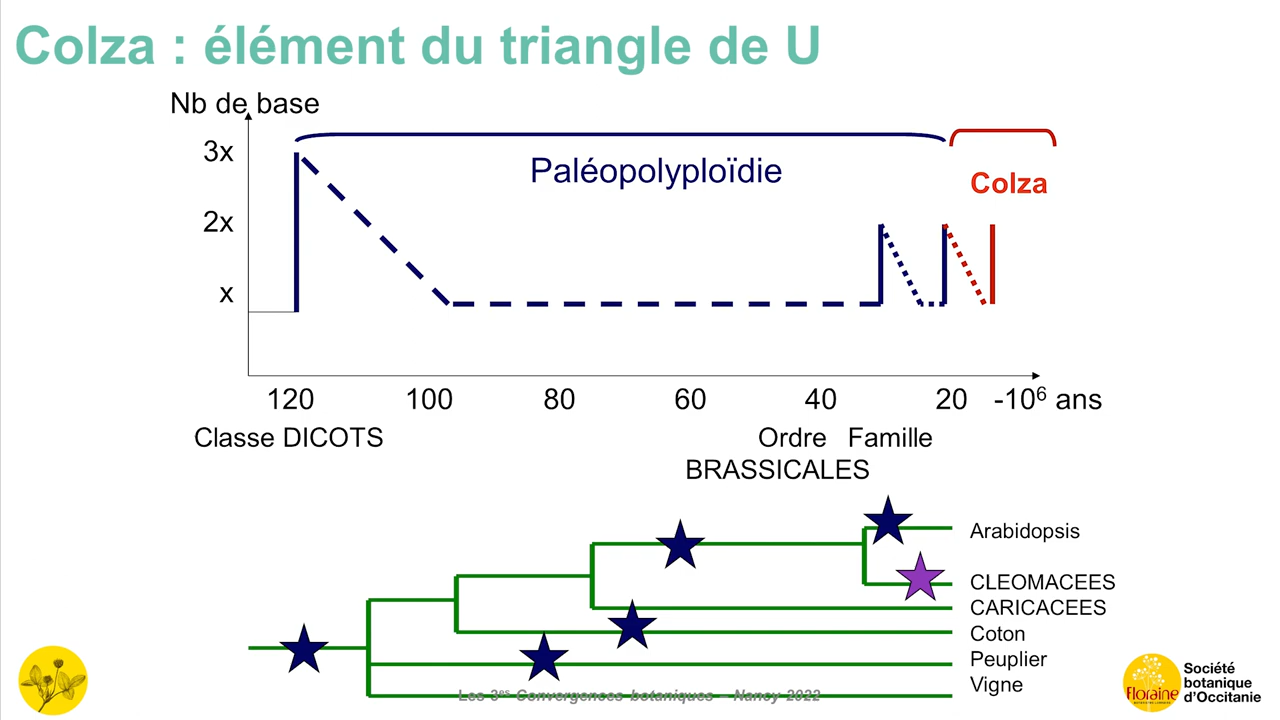 Colza : élément du triangle de U
Nb de base
3x
2x
x
Paléopolyploïdie
Colza
120 100 80 60 40 20 -10⁶ ans
Classe DICOTS
Ordre Famille
BRASSICALES
Arabidopsis
CLEOMACEES
CARICACEES
Coton
Peuplier
Vigne
Les 3es Convergences botaniques – Nancy 2022
Floraine
Société
botanique
d'Occitanie